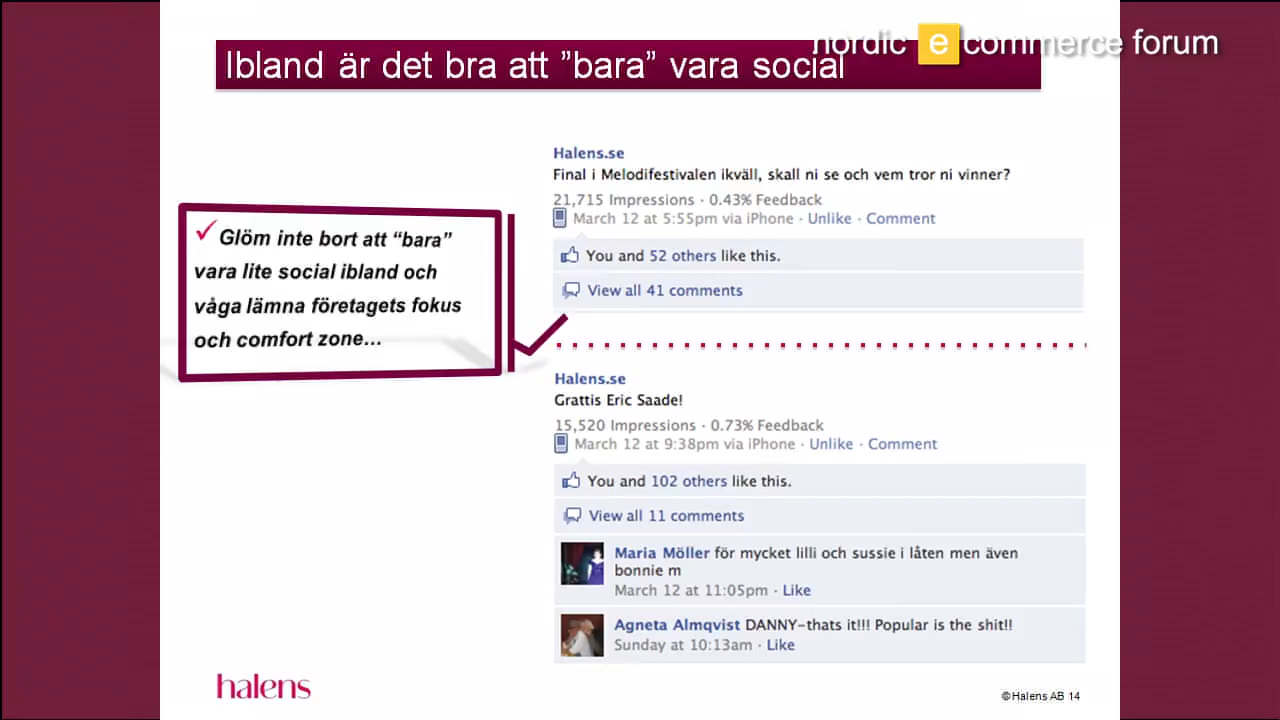 nordic e commerce forum
Ibland är det bra att ”bara” vara social
Glöm inte bort att “bara”
vara lite social ibland och
våga lämna företagets fokus
och comfort zone...
Halens.se
Final i Melodifestivalen ikväll, skall ni se och vem tror ni vinner?
21,715 Impressions · 0.43% Feedback
March 12 at 5:55pm via iPhone · Unlike · Comment
You and 52 others like this.
View all 41 comments
Halens.se
Grattis Eric Saade!
15,520 Impressions · 0.73% Feedback
March 12 at 9:38pm via iPhone · Unlike · Comment
You and 102 others like this.
View all 11 comments
Maria Möller för mycket lilli och sussie i låten men även
bonnie m
March 12 at 11:05pm · Like
Agneta Almqvist DANNY-thats it!!! Popular is the shit!!
Sunday at 10:13am · Like
halens
©Halens AB 14